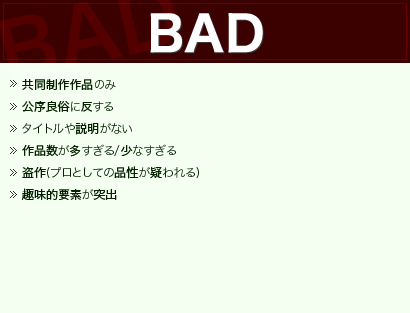 BAD
共同制作作品のみ
公序良俗に反する
タイトルや説明がない
作品数が多すぎる/少なすぎる
盗作(プロとしての品性が疑われる)
趣味的要素が突出